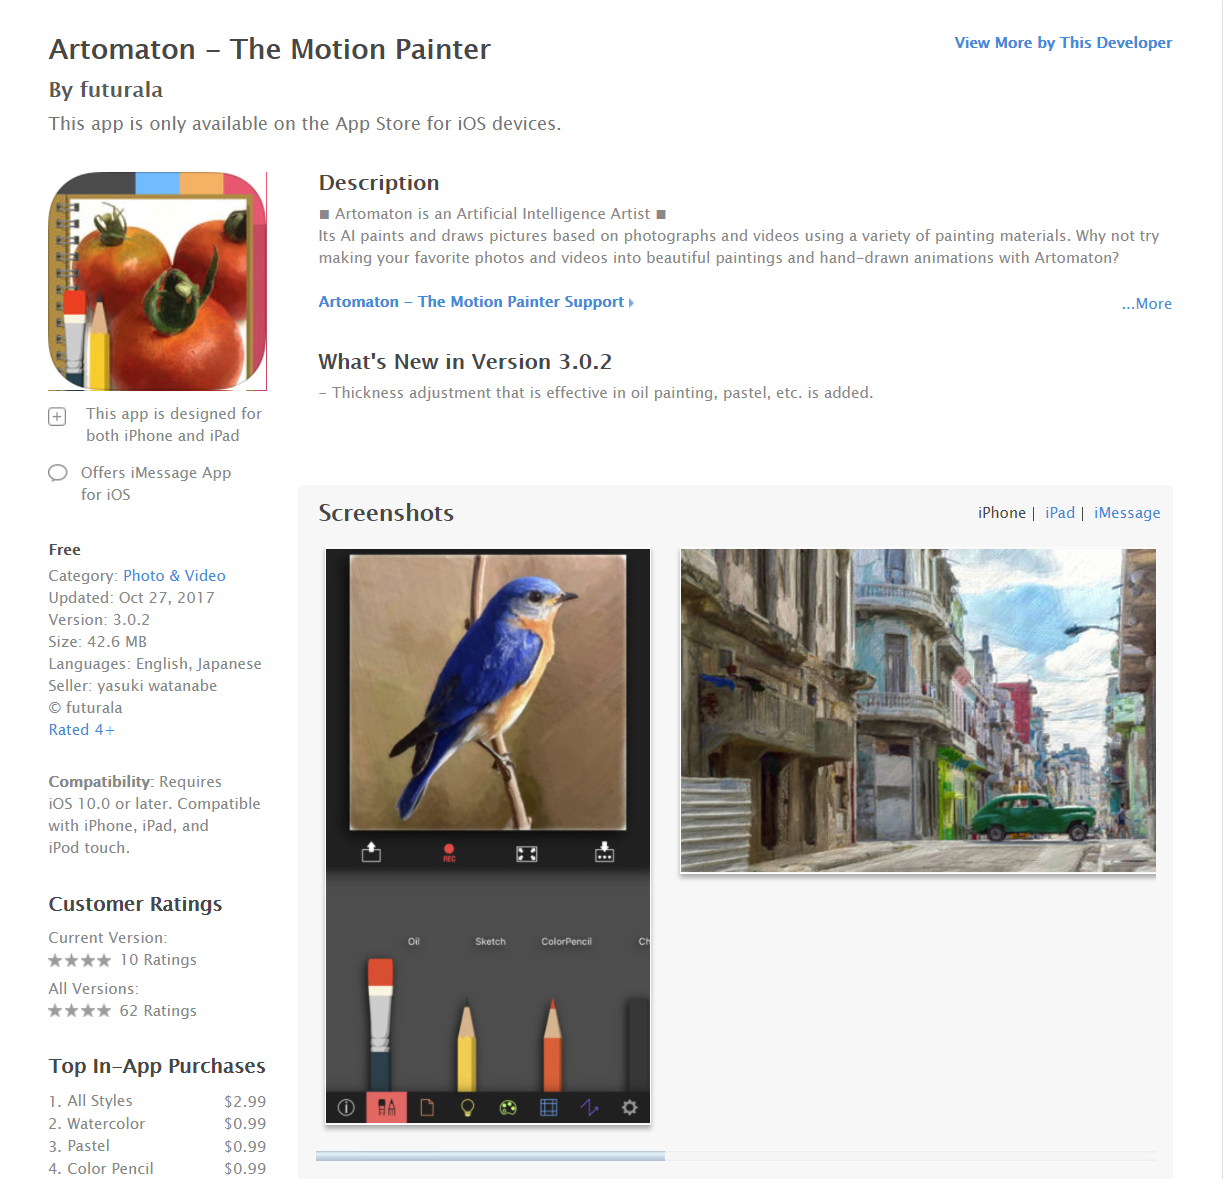 Artomaton – The Motion Painter
View More by This Developer
By futurala
This app is only available on the App Store for iOS devices.
Description
■ Artomaton is an Artificial Intelligence Artist ■
Its AI paints and draws pictures based on photographs and videos using a variety of painting materials. Why not try
making your favorite photos and videos into beautiful paintings and hand-drawn animations with Artomaton?
Artomaton – The Motion Painter Support
...More
What's New in Version 3.0.2
– Thickness adjustment that is effective in oil painting, pastel, etc. is added.
This app is designed for
both iPhone and iPad
Offers iMessage App
for iOS
Free
Category: Photo & Video
Updated: Oct 27, 2017
Version: 3.0.2
Size: 42.6 MB
Languages: English, Japanese
Seller: yasuki watanabe
© futurala
Rated 4+
Compatibility: Requires
iOS 10.0 or later. Compatible
with iPhone, iPad, and
iPod touch.
Customer Ratings
Current Version:
★★★★ 10 Ratings
All Versions:
★★★★ 62 Ratings
Top In-App Purchases
1. All Styles $2.99
2. Watercolor $0.99
3. Pastel $0.99
4. Color Pencil $0.99
Screenshots
iPhone | iPad | iMessage
REC
Oil Sketch ColorPencil Ch